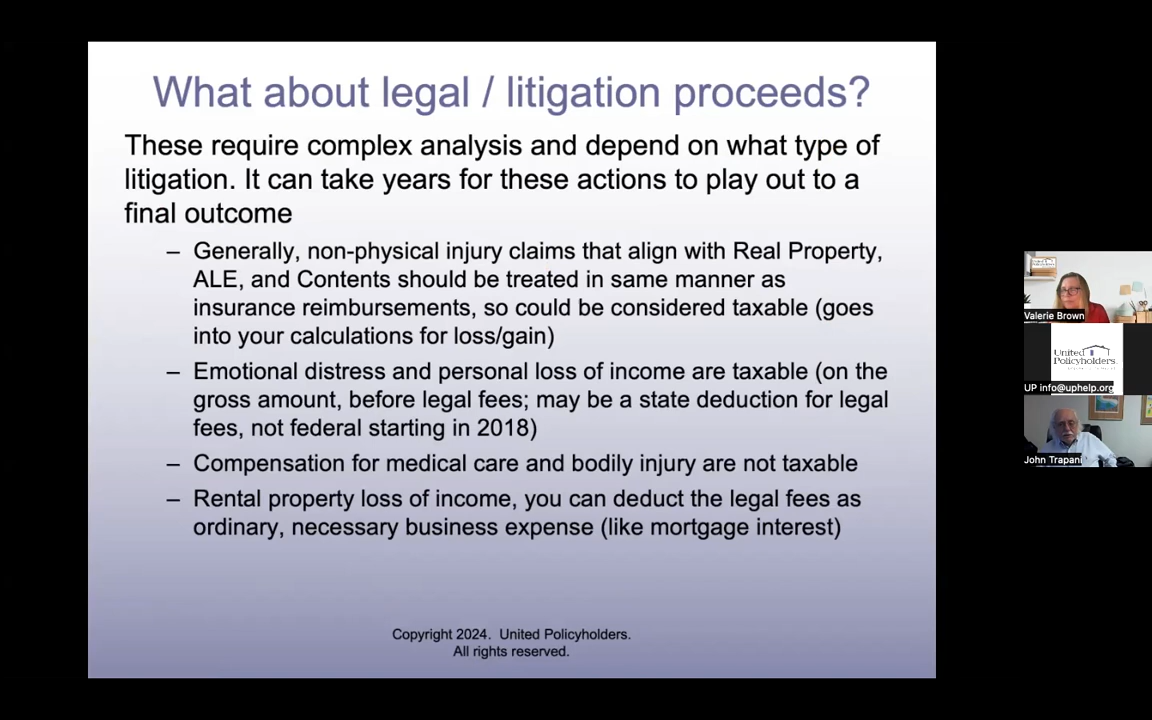 What about legal / litigation proceeds?
These require complex analysis and depend on what type of
litigation. It can take years for these actions to play out to a
final outcome
– Generally, non-physical injury claims that align with Real Property,
ALE, and Contents should be treated in same manner as
insurance reimbursements, so could be considered taxable (goes
into your calculations for loss/gain)
– Emotional distress and personal loss of income are taxable (on the
gross amount, before legal fees; may be a state deduction for legal
fees, not federal starting in 2018)
– Compensation for medical care and bodily injury are not taxable
– Rental property loss of income, you can deduct the legal fees as
ordinary, necessary business expense (like mortgage interest)
Copyright 2024. United Policyholders.
All rights reserved.
Valerie Brown
United
Policyholders
UP info@uphelp.org
John Trapani